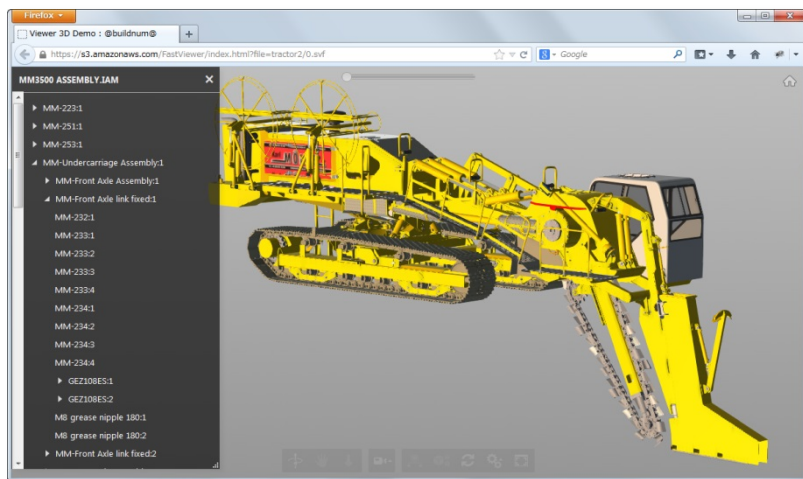 Firefox
Viewer 3D Demo : @buildnum@
https://s3.amazonaws.com/FastViewer/index.html?file=tractor2/0.svf
Google
MM3500 ASSEMBLY.IAM
MM-223:1
MM-251:1
MM-253:1
MM-Undercarriage Assembly:1
MM-Front Axle Assembly:1
MM-Front Axle link fixed:1
MM-232:1
MM-233:1
MM-233:2
MM-233:3
MM-233:4
MM-234:1
MM-234:2
MM-234:3
MM-234:4
GEZ108ES:1
GEZ108ES:2
M8 grease nipple 180:1
M8 grease nipple 180:2
MM-Front Axle link fixed:2